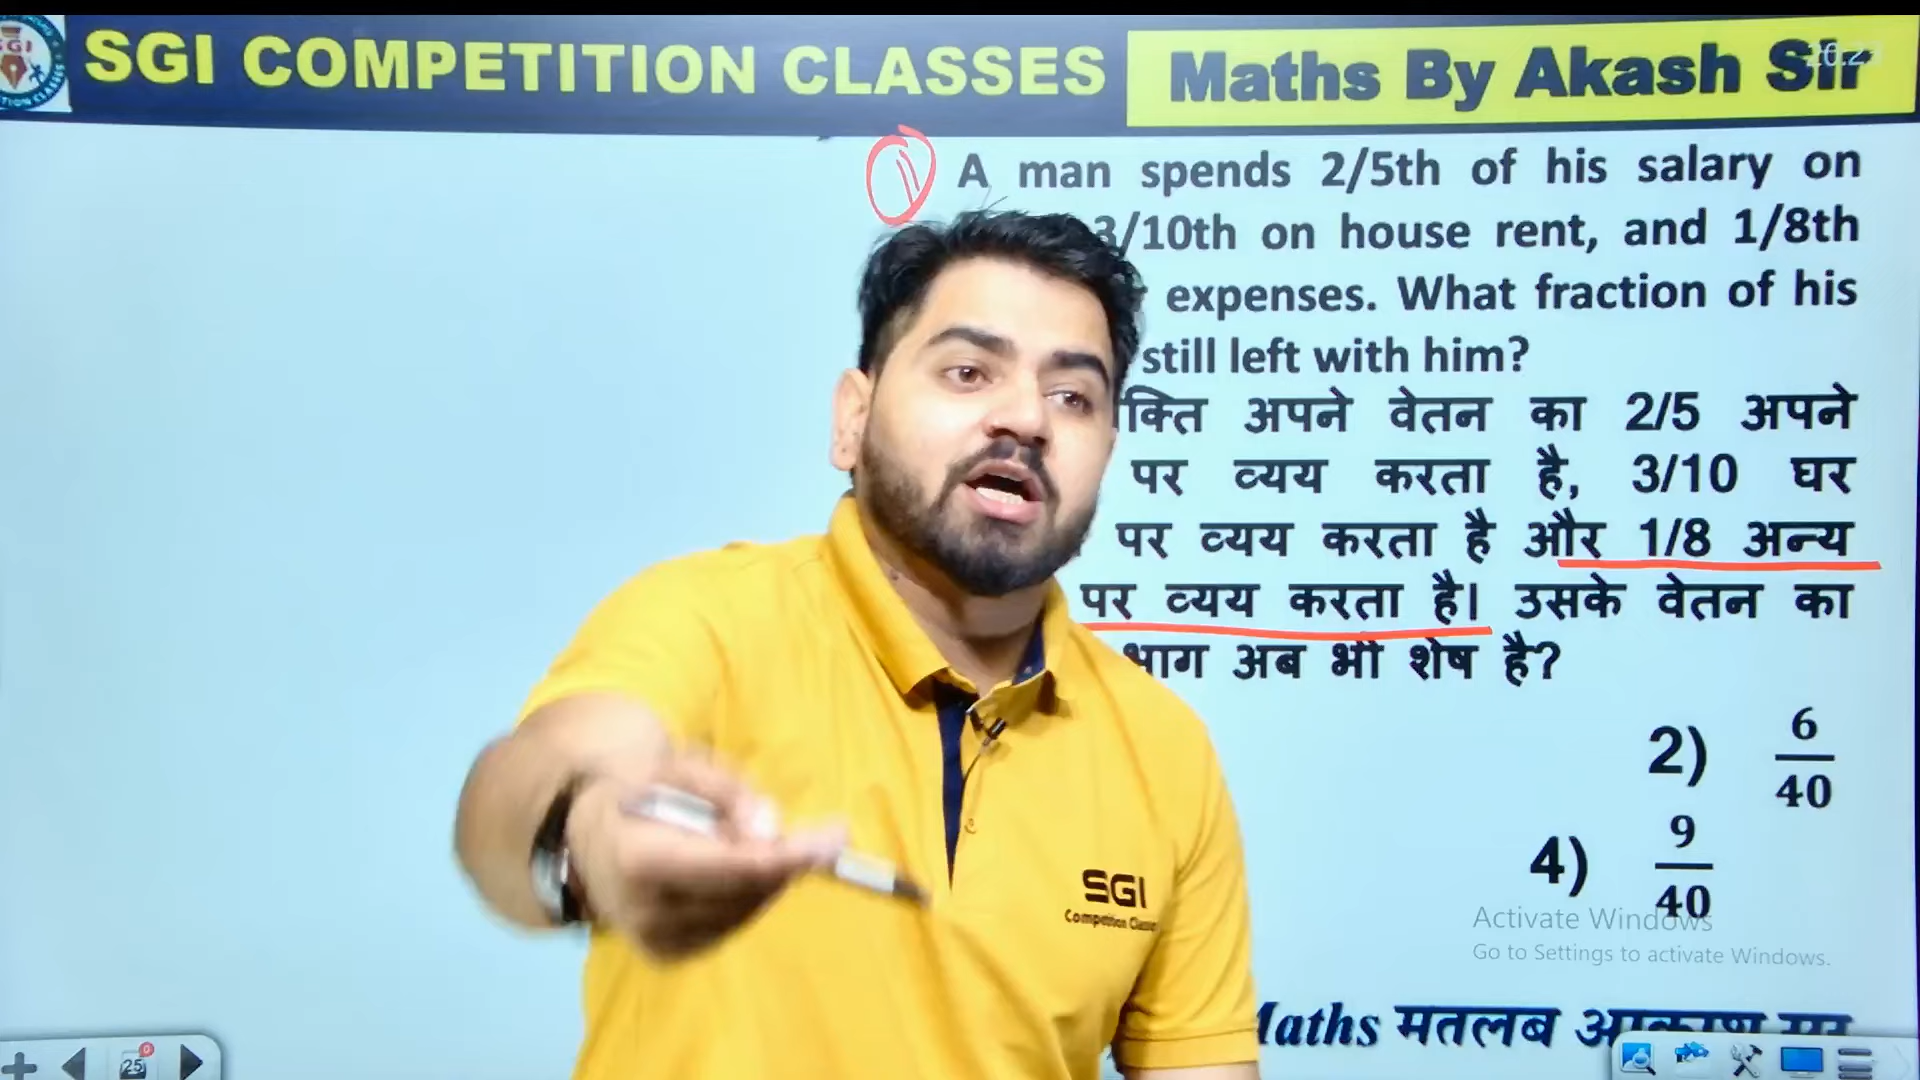 SGI COMPETITION CLASSES
Maths By Akash Sir
A man spends 2/5th of his salary on
3/10th on house rent, and 1/8th
expenses. What fraction of his
still left with him?
अपने वेतन का 2/5 अपने
पर व्यय करता है, 3/10 घर
पर व्यय करता है और 1/8 अन्य
पर व्यय करता है। उसके वेतन का
भाग अब भी शेष है?
2) 6/40
4) 9/40
SGI
Competition
Activate Windows
Go to Settings to activate Windows.
Maths मतलब
25